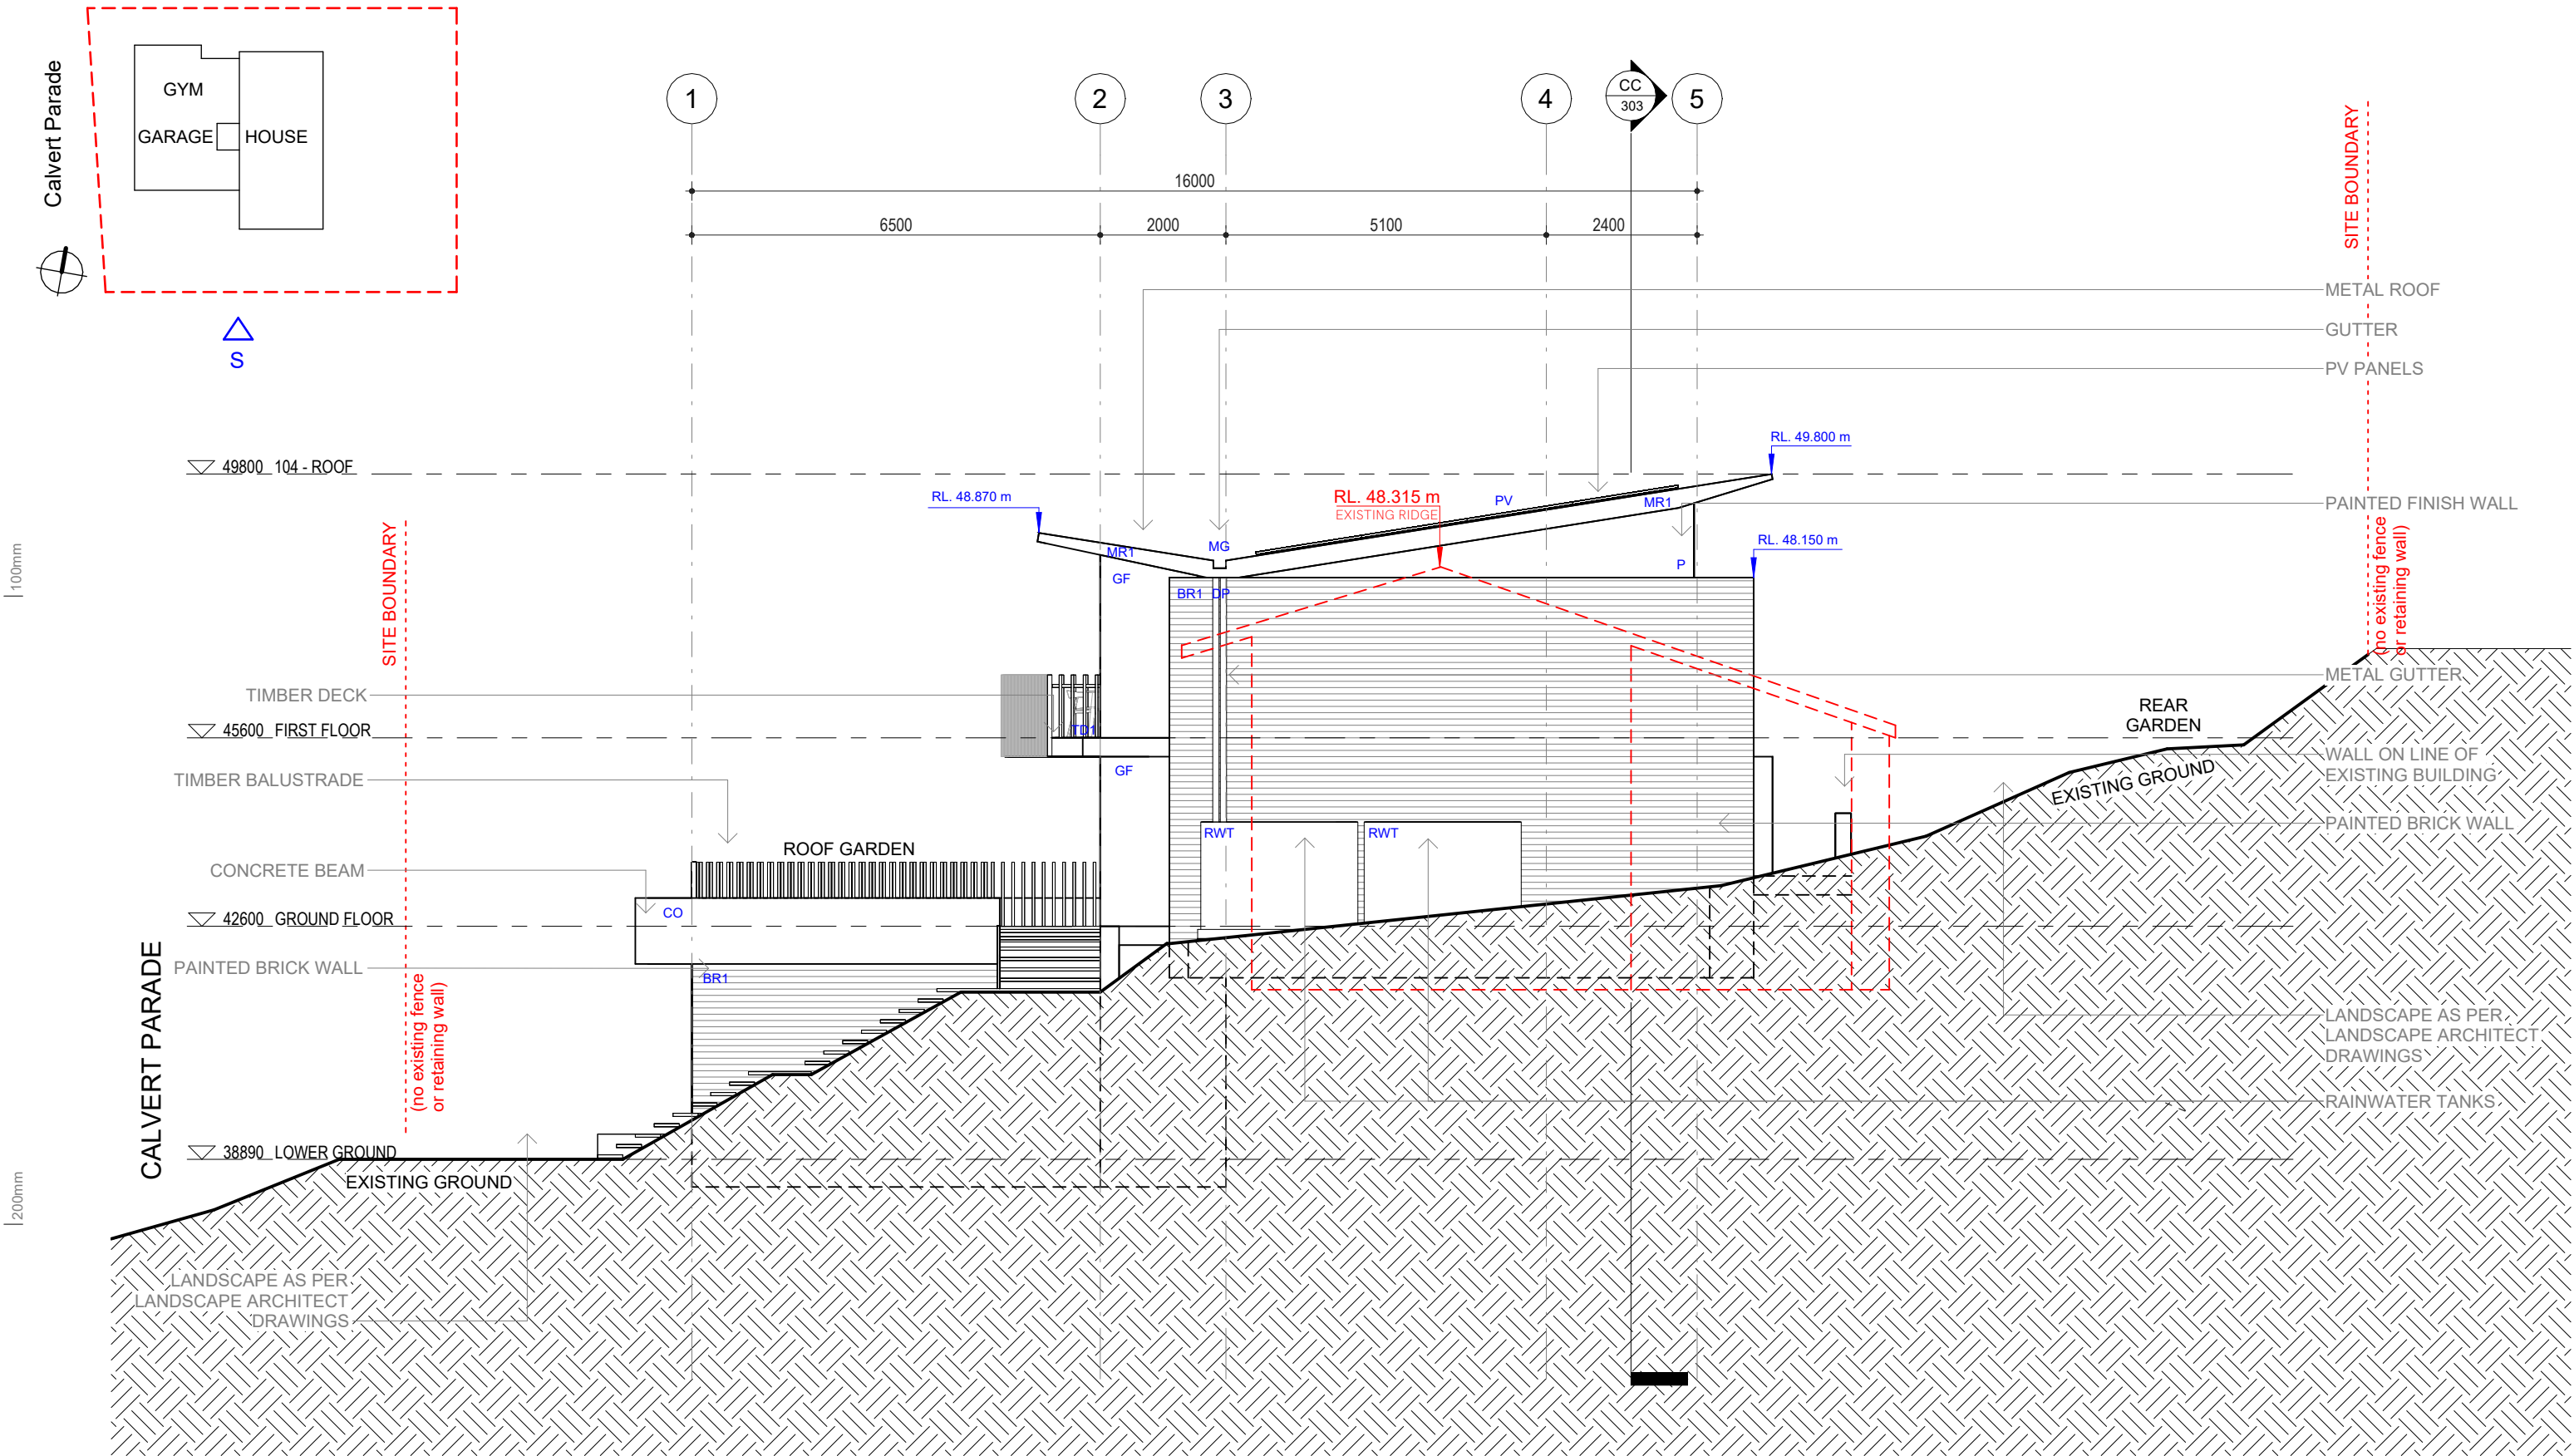 Calvert Parade
GYM
GARAGE
HOUSE
S
1
2
3
4
CC
303
5
16000
6500
2000
5100
2400
SITE BOUNDARY
METAL ROOF
GUTTER
PV PANELS
RL. 49.800 m
49800 104 - ROOF
RL. 48.870 m
RL. 48.315 m
EXISTING RIDGE
PV
MR1
PAINTED FINISH WALL
SITE BOUNDARY
(no existing fence
or retaining wall)
RL. 48.150 m
MR1
MG
GF
P
BR1
DP
100mm
TIMBER DECK
METAL GUTTER
REAR
GARDEN
45600 FIRST FLOOR
TD1
GF
WALL ON LINE OF
EXISTING BUILDING
EXISTING GROUND
TIMBER BALUSTRADE
RWT
RWT
PAINTED BRICK WALL
ROOF GARDEN
CONCRETE BEAM
CO
42600 GROUND FLOOR
PAINTED BRICK WALL
BR1
CALVERT PARADE
(no existing fence
or retaining wall)
LANDSCAPE AS PER
LANDSCAPE ARCHITECT
DRAWINGS
RAINWATER TANKS
38890 LOWER GROUND
EXISTING GROUND
200mm
LANDSCAPE AS PER
LANDSCAPE ARCHITECT
DRAWINGS